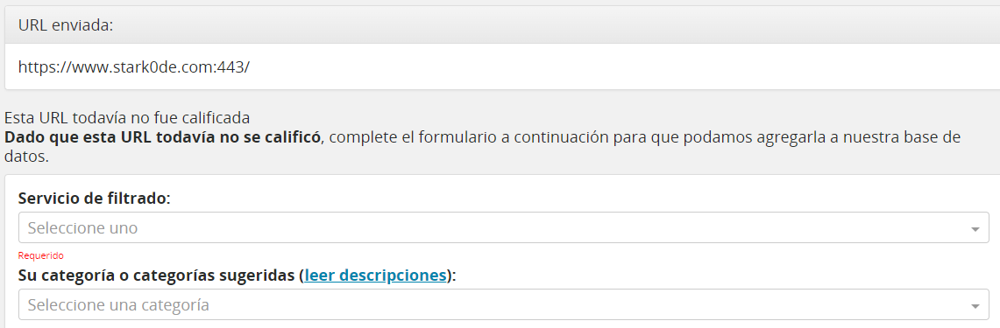 URL enviada:
https://www.stark0de.com:443/
Esta URL todavía no fue calificada
Dado que esta URL todavía no se calificó, complete el formulario a continuación para que podamos agregarla a nuestra base de
datos.
Servicio de filtrado:
Seleccione uno
Requerido
Su categoría o categorías sugeridas (leer descripciones):
Seleccione una categoría